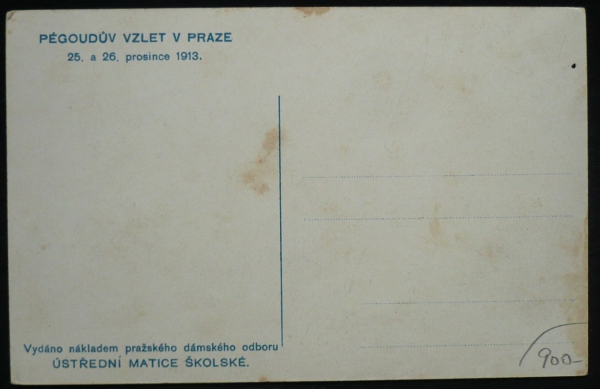 PÉGOUDŮV VZLET V PRAZE
25. a 26. prosince 1913.
Vydáno nákladem pražského dámského odboru
ÚSTŘEDNÍ MATICE ŠKOLSKÉ.
900-